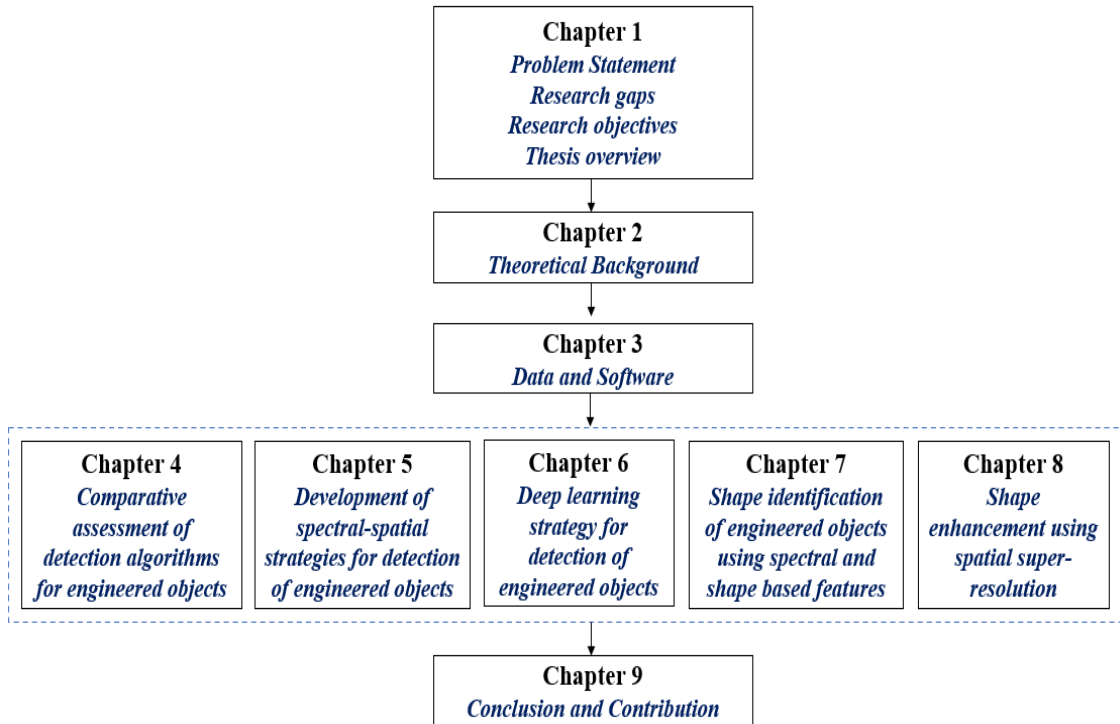 Chapter 1
Problem Statement
Research gaps
Research objectives
Thesis overview
Chapter 2
Theoretical Background
Chapter 3
Data and Software
Chapter 4
Comparative
assessment of
detection algorithms
for engineered objects
Chapter 5
Development of
spectral-spatial
strategies for detection
of engineered objects
Chapter 6
Deep learning
strategy for
detection of
engineered objects
Chapter 7
Shape identification
of engineered objects
using spectral and
shape based features
Chapter 8
Shape
enhancement using
spatial super-
resolution
Chapter 9
Conclusion and Contribution